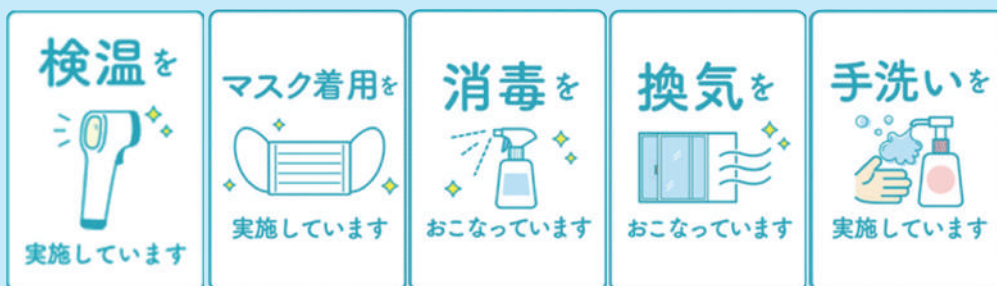 検温を
実施しています
マスク着用を
実施しています
消毒を
おこなっています
換気を
おこなっています
手洗いを
実施しています